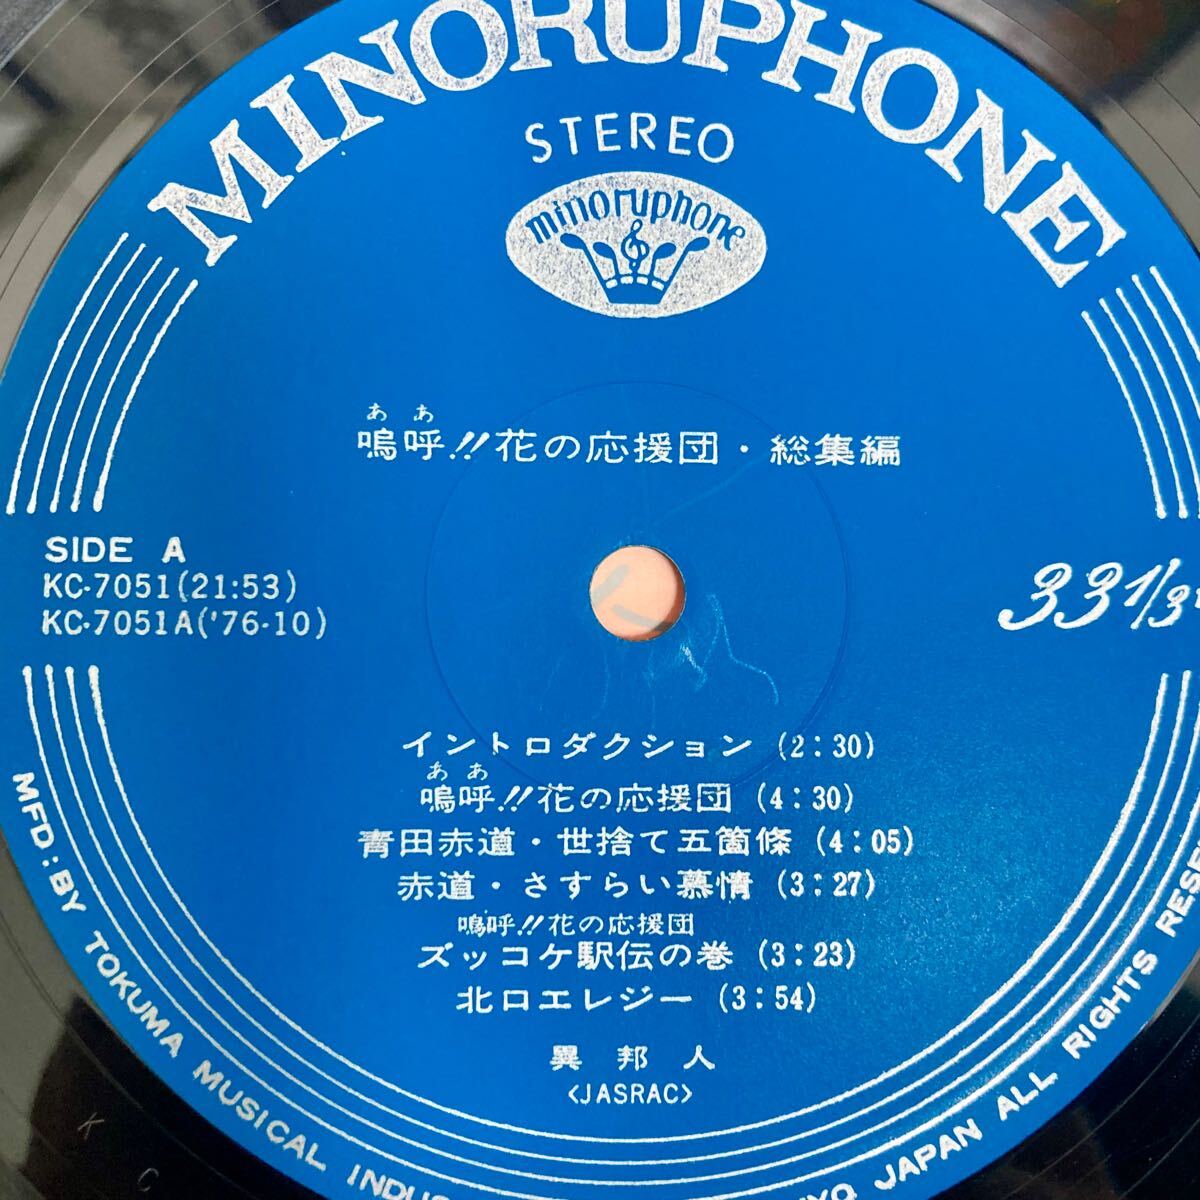 MINORUPHONE
STEREO
minoruphone
ああ
嗚呼!!花の応援団・総集編
SIDE A
KC-7051(21:53)
KC-7051A('76-10)
33 1/3
イントロダクション (2:30)
ああ
嗚呼!!花の応援団 (4:30)
青田赤道・世捨て五箇條 (4:05)
赤道・さすらい慕情 (3:27)
嗚呼!!花の応援団
ズッコケ駅伝の巻 (3:23)
北口エレジー (3:54)
異邦人
<JASRAC>
MFD: BY TOKUMA MUSICAL JAPAN ALL RIGHTS
K
C